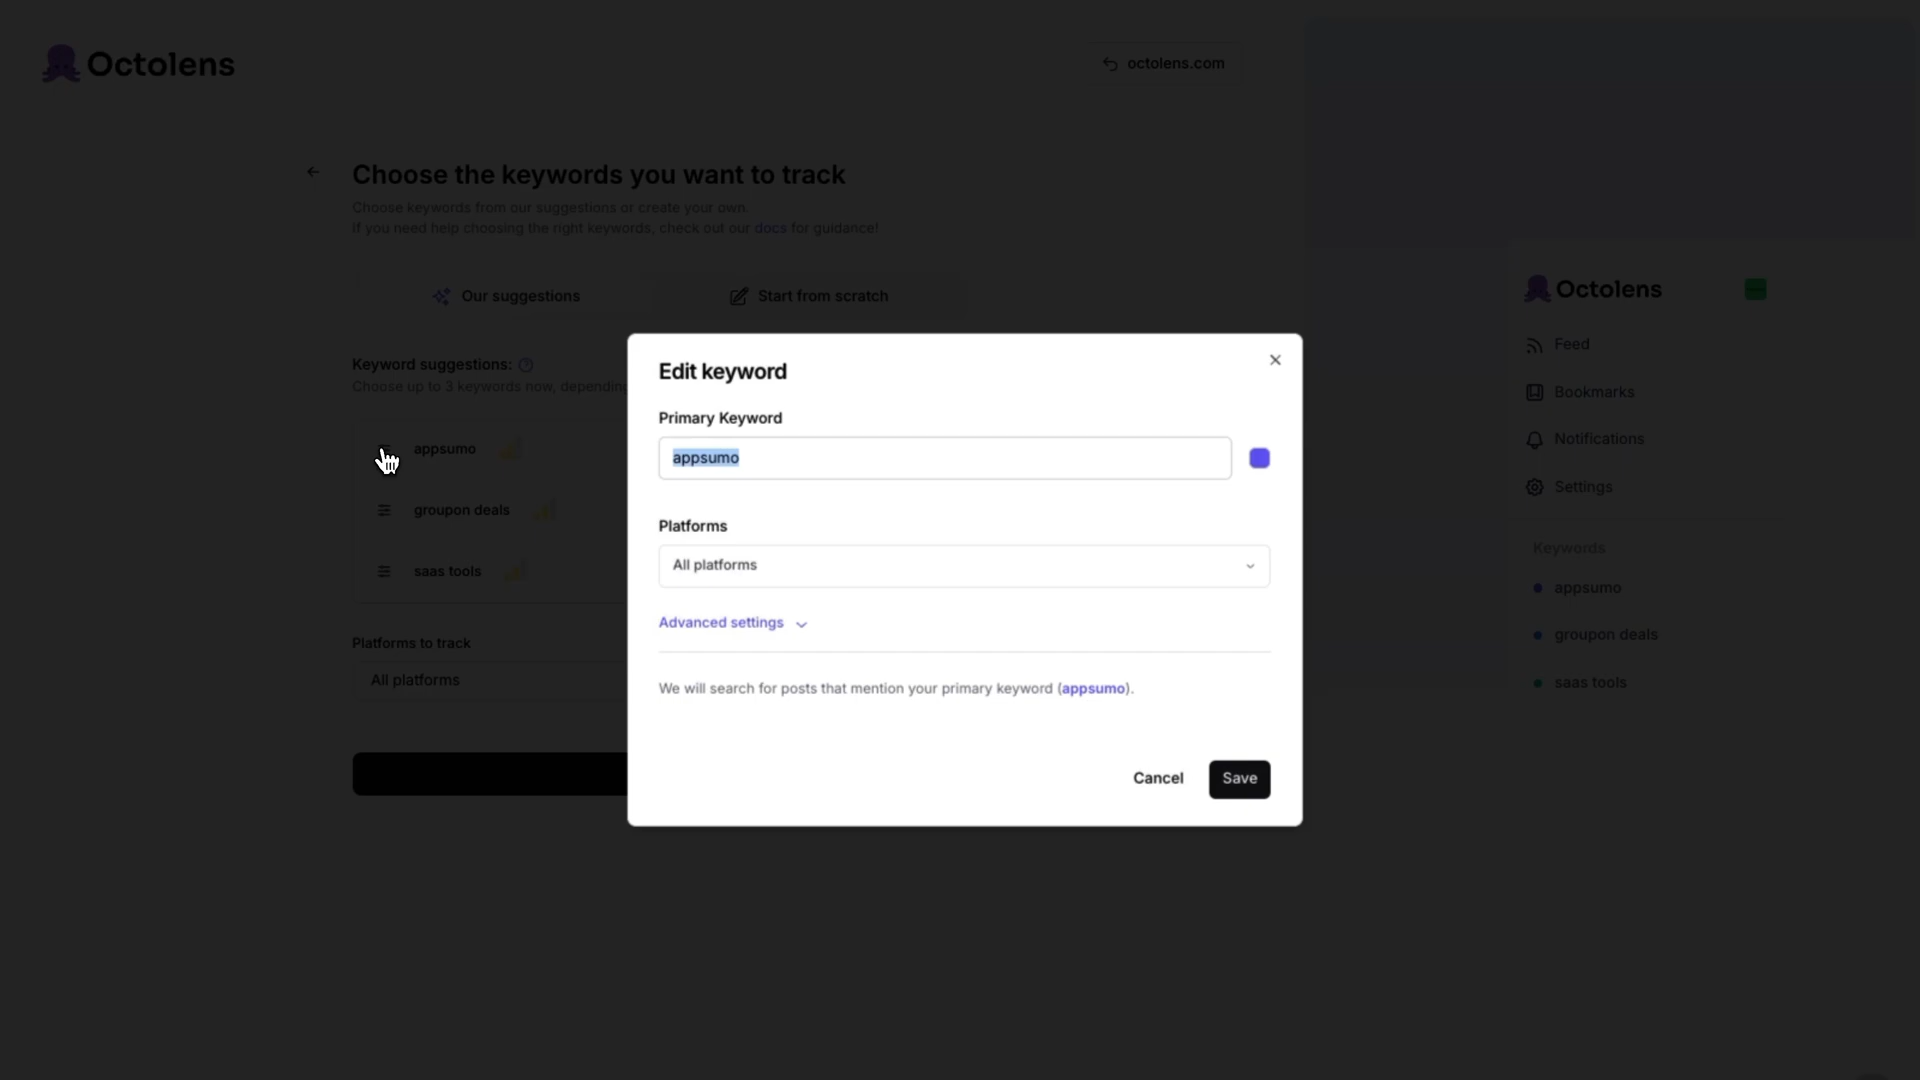 Octolens
octolens.com
Choose the keywords you want to track
Choose keywords from our suggestions or create your own.
If you need help choosing the right keywords, check out our docs for guidance!
Our suggestions
Start from scratch
Keyword suggestions:
Choose up to 3 keywords now, depending
appsumo
groupon deals
saas tools
Platforms to track
All platforms
Edit keyword
Primary Keyword
appsumo
Platforms
All platforms
Advanced settings
We will search for posts that mention your primary keyword (appsumo).
Cancel
Save
Octolens
Feed
Bookmarks
Notifications
Settings
Keywords
appsumo
groupon deals
saas tools